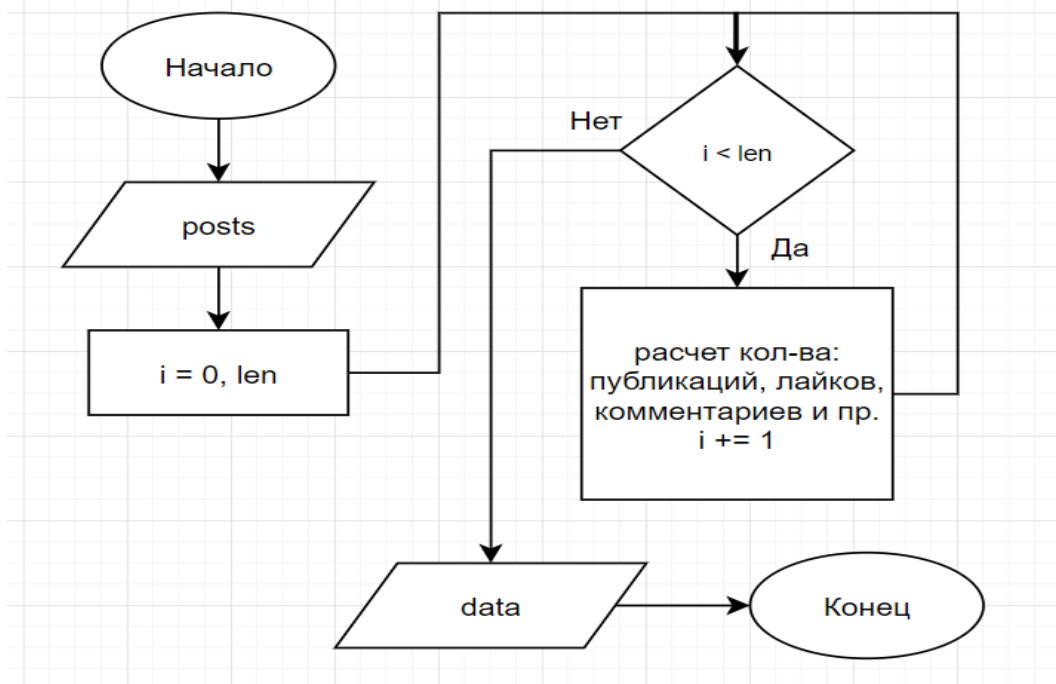 Начало
posts
i = 0, len
i < len
Нет
Да
расчет кол-ва:
публикаций, лайков,
комментариев и пр.
i += 1
data
Конец